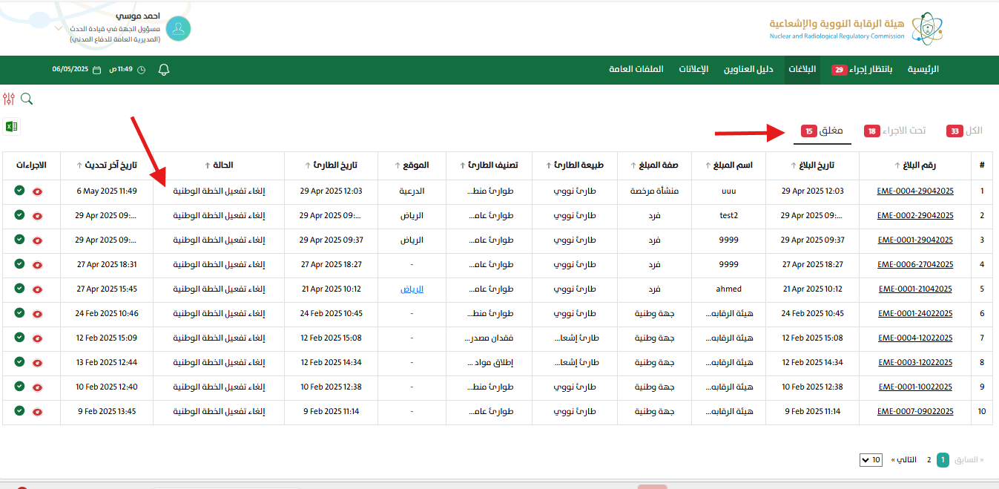 هيئة الرقابة النووية والإشعاعية
Nuclear and Radiological Regulatory Commission
احمد موسي
مسؤول الجهة في قيادة الحدث
(المديرية العامة للدفاع المدني)
الرئيسية بانتظار إجراء 29 البلاغات دليل العناوين الإعلانات الملفات العامة 11:49 ص 06/05/2025
الكل 33 تحت الاجراء 18 مغلق 15
# رقم البلاغ تاريخ البلاغ اسم المبلغ صفة المبلغ طبيعة الطارئ تصنيف الطارئ الموقع تاريخ الطارئ الحالة تاريخ آخر تحديث الاجراءات
1 EME-0004-29042025 29 Apr 2025 12:03 uuu منشأة مرخصة طارئ نووي طوارئ منط... الدرعية 29 Apr 2025 12:03 إلغاء تفعيل الخطة الوطنية 6 May 2025 11:49
2 EME-0002-29042025 29 Apr 2025 09:... test2 فرد طارئ نووي طوارئ عام... الرياض 29 Apr 2025 09:... إلغاء تفعيل الخطة الوطنية 29 Apr 2025 09:...
3 EME-0001-29042025 29 Apr 2025 09:37 9999 فرد طارئ نووي طوارئ عام... الرياض 29 Apr 2025 09:37 إلغاء تفعيل الخطة الوطنية 29 Apr 2025 09:...
4 EME-0006-27042025 27 Apr 2025 18:27 9999 فرد طارئ نووي طوارئ عام... - 27 Apr 2025 18:27 إلغاء تفعيل الخطة الوطنية 27 Apr 2025 18:31
5 EME-0001-21042025 21 Apr 2025 10:12 ahmed فرد طارئ نووي طوارئ عام... الرياض 21 Apr 2025 10:12 إلغاء تفعيل الخطة الوطنية 27 Apr 2025 15:45
6 EME-0001-24022025 24 Feb 2025 10:45 هيئة الرقابه... جهة وطنية طارئ نووي طوارئ منط... - 24 Feb 2025 10:45 إلغاء تفعيل الخطة الوطنية 24 Feb 2025 10:46
7 EME-0004-12022025 12 Feb 2025 15:08 هيئة الرقابه... جهة وطنية طارئ إشعا... فقدان مصدر... - 12 Feb 2025 15:08 إلغاء تفعيل الخطة الوطنية 12 Feb 2025 15:09
8 EME-0003-12022025 12 Feb 2025 14:34 هيئة الرقابه... جهة وطنية طارئ إشعا... إطلاق مواد ... - 12 Feb 2025 14:34 إلغاء تفعيل الخطة الوطنية 13 Feb 2025 12:44
9 EME-0001-10022025 10 Feb 2025 12:38 هيئة الرقابه... جهة وطنية طارئ نووي طوارئ منط... - 10 Feb 2025 12:38 إلغاء تفعيل الخطة الوطنية 10 Feb 2025 12:40
10 EME-0007-09022025 9 Feb 2025 11:14 هيئة الرقابه... جهة وطنية طارئ نووي طوارئ عام... - 9 Feb 2025 11:14 إلغاء تفعيل الخطة الوطنية 9 Feb 2025 13:45
« السابق 1 2 التالي » 10